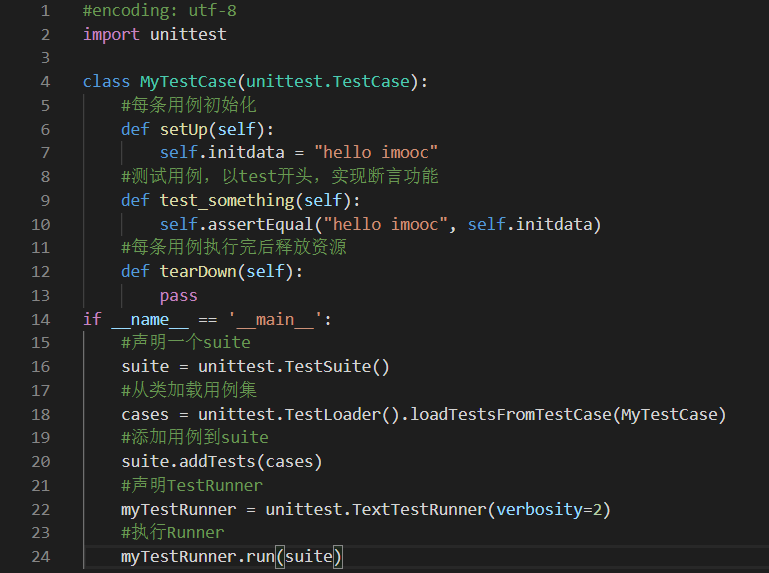 1 #encoding: utf-8
2 import unittest
3
4 class MyTestCase(unittest.TestCase):
5     #每条用例初始化
6     def setUp(self):
7         self.initdata = "hello imooc"
8     #测试用例，以test开头，实现断言功能
9     def test_something(self):
10         self.assertEqual("hello imooc", self.initdata)
11     #每条用例执行完后释放资源
12     def tearDown(self):
13         pass
14 if __name__ == '__main__':
15     #声明一个suite
16     suite = unittest.TestSuite()
17     #从类加载用例集
18     cases = unittest.TestLoader().loadTestsFromTestCase(MyTestCase)
19     #添加用例到suite
20     suite.addTests(cases)
21     #声明TestRunner
22     myTestRunner = unittest.TextTestRunner(verbosity=2)
23     #执行Runner
24     myTestRunner.run(suite)